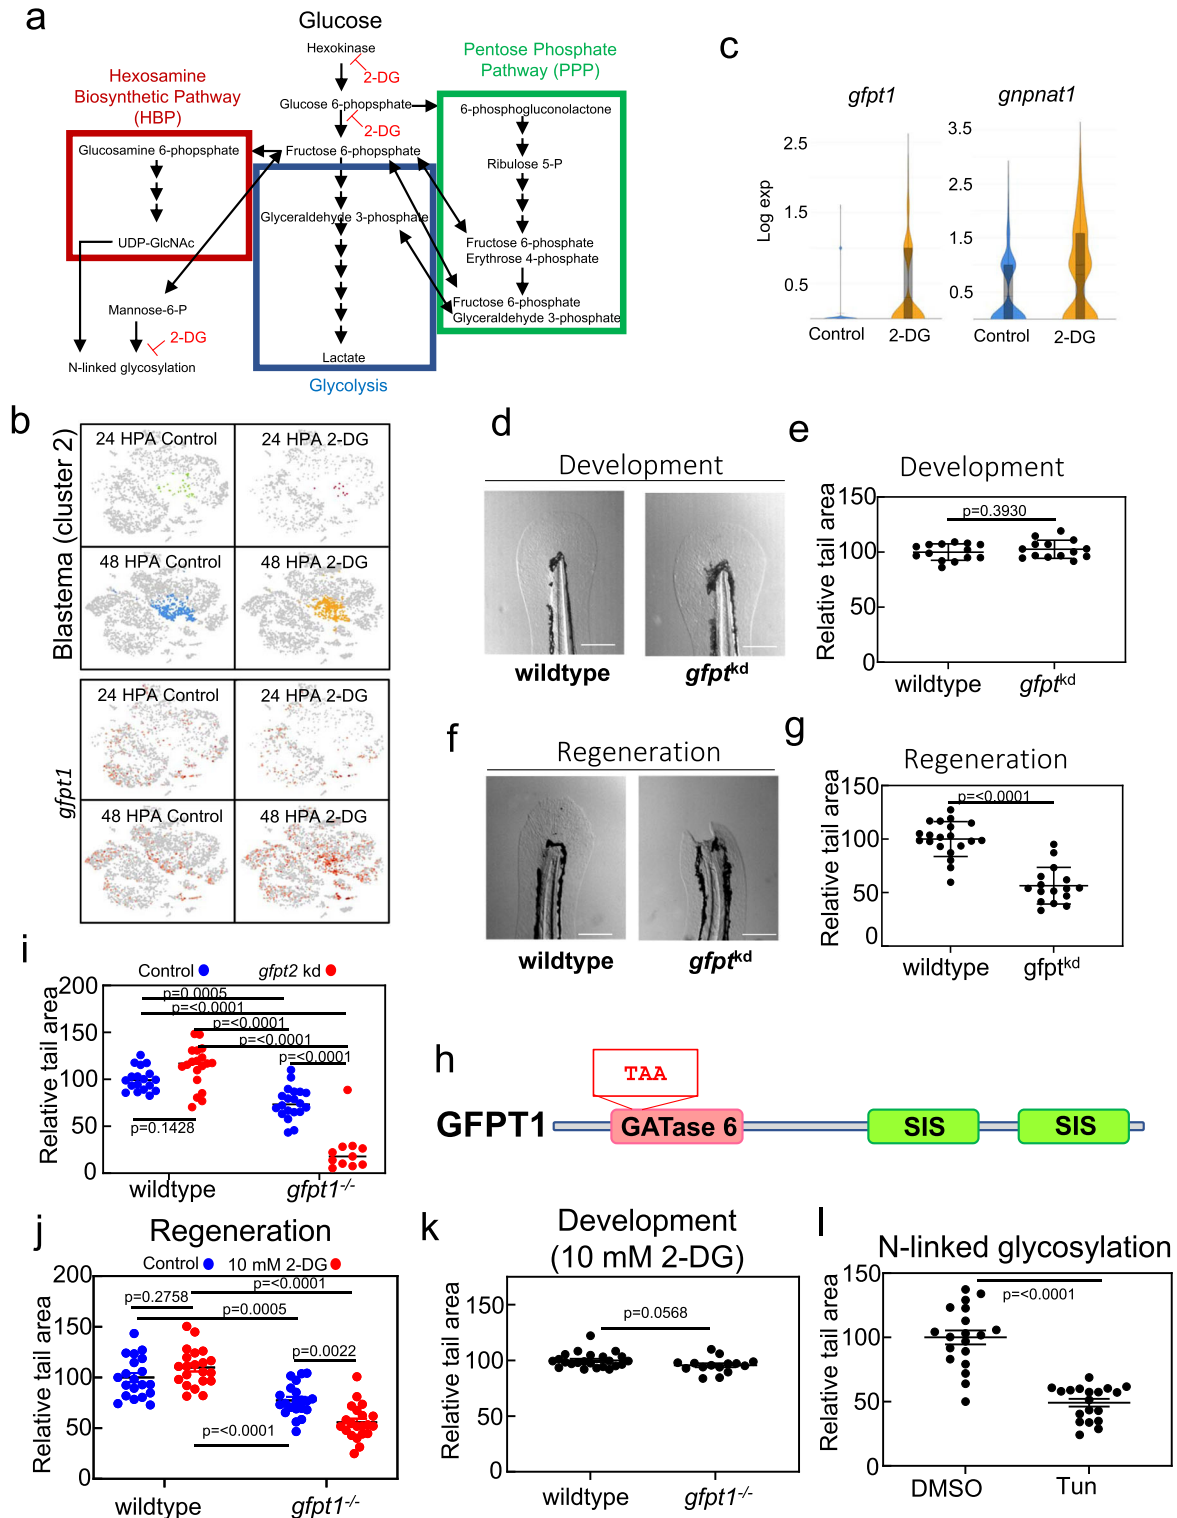 a
Glucose
Hexokinase
2-DG
Glucose 6-phopsphate
2-DG
Fructose 6-phopsphate
Hexosamine
Biosynthetic Pathway
(HBP)
Glucosamine 6-phopsphate
UDP-GlcNAc
Mannose-6-P
2-DG
N-linked glycosylation
Glyceraldehyde 3-phosphate
Lactate
Glycolysis
Pentose Phosphate
Pathway (PPP)
6-phosphogluconolactone
Ribulose 5-P
Fructose 6-phosphate
Erythrose 4-phosphate
Fructose 6-phosphate
Glyceraldehyde 3-phosphate
c
gfpt1
gnpnat1
Log exp
2.5
1.5
0.5
3.5
2.5
1.5
0.5
Control
2-DG
Control
2-DG
b
Blastema (cluster 2)
24 HPA Control
24 HPA 2-DG
48 HPA Control
48 HPA 2-DG
gfpt1
24 HPA Control
24 HPA 2-DG
48 HPA Control
48 HPA 2-DG
d
Development
wildtype
gfptkd
e
Development
Relative tail area
150
100
50
0
p=0.3930
wildtype
gfptkd
f
Regeneration
wildtype
gfptkd
g
Regeneration
Relative tail area
150
100
50
0
p=<0.0001
wildtype
gfptkd
i
Control
gfpt2 kd
Relative tail area
200
150
100
50
0
p=0.0005
p=<0.0001
p=<0.0001
p=<0.0001
p=<0.0001
p=0.1428
wildtype
gfpt1-/-
h
TAA
GFPT1
GATase 6
SIS
SIS
j
Regeneration
Control
10 mM 2-DG
Relative tail area
200
150
100
50
0
p=<0.0001
p=0.2758
p=0.0005
p=0.0022
p=<0.0001
wildtype
gfpt1-/-
k
Development
(10 mM 2-DG)
Relative tail area
150
100
50
0
p=0.0568
wildtype
gfpt1-/-
l
N-linked glycosylation
Relative tail area
150
100
50
0
p=<0.0001
DMSO
Tun